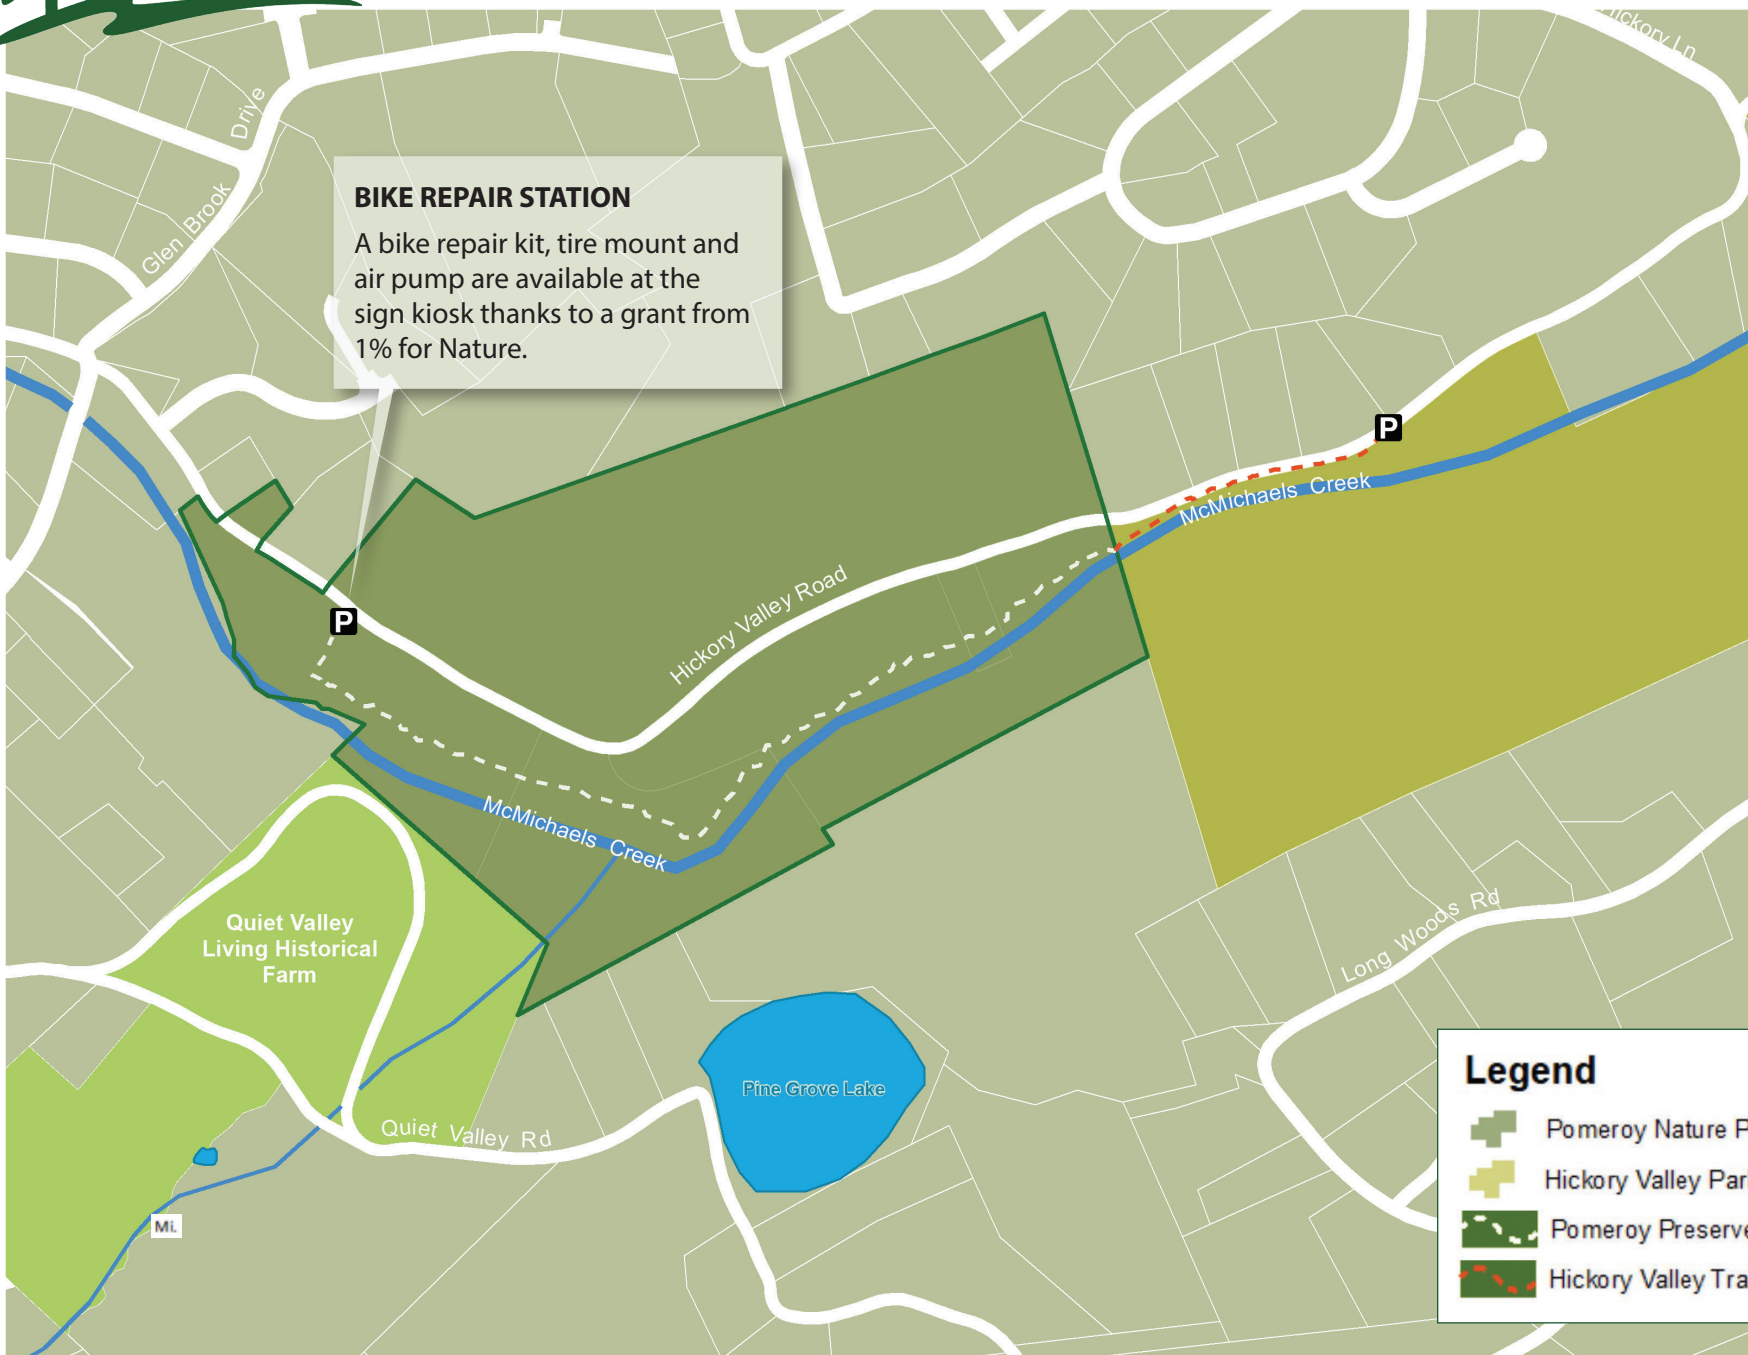 Hickory Ln
Drive
Glen Brook
BIKE REPAIR STATION
A bike repair kit, tire mount and
air pump are available at the
sign kiosk thanks to a grant from
1% for Nature.
P
McMichaels Creek
Hickory Valley Road
P
McMichaels Creek
Quiet Valley
Living Historical
Farm
Long Woods Rd
Pine Grove Lake
Quiet Valley Rd
Mi.
Legend
Pomeroy Nature P
Hickory Valley Par
Pomeroy Preserve
Hickory Valley Tra